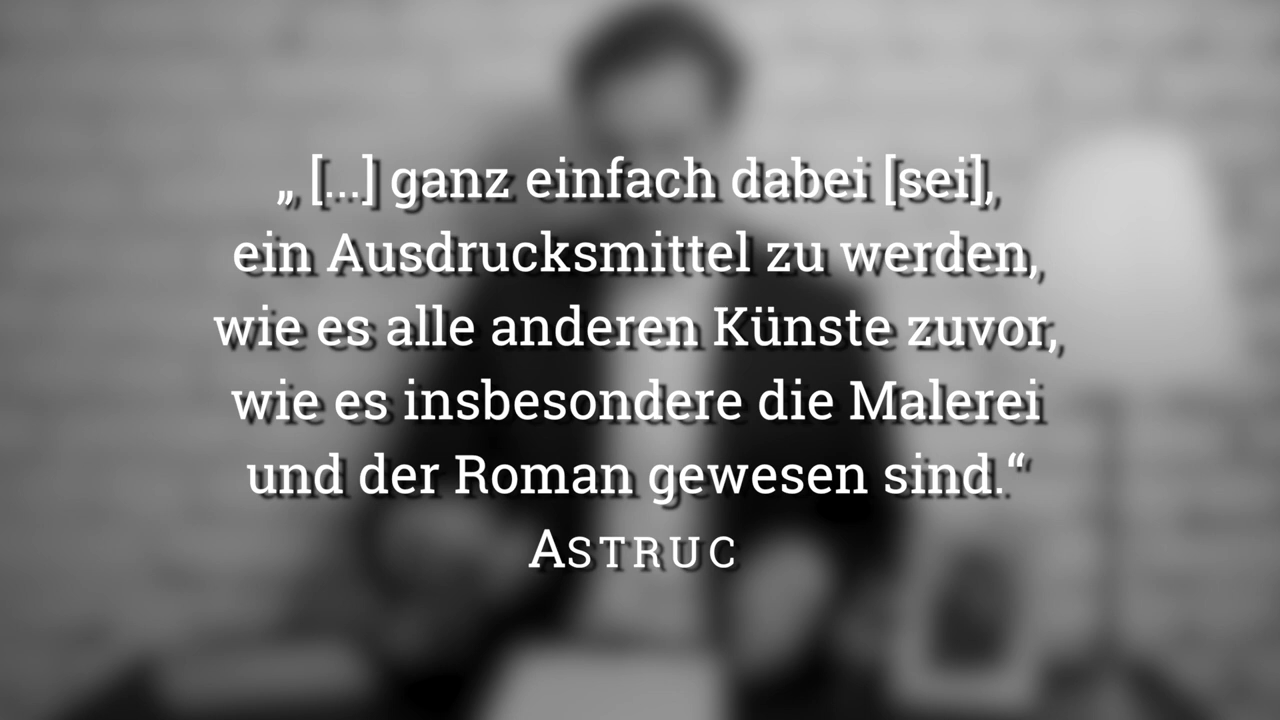 „ [...] ganz einfach dabei [sei],
ein Ausdrucksmittel zu werden,
wie es alle anderen Künste zuvor,
wie es insbesondere die Malerei
und der Roman gewesen sind.“
ASTRUC